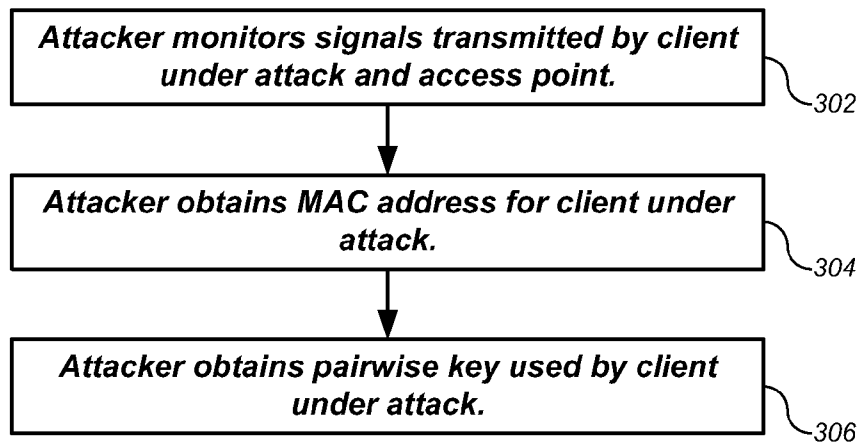 Attacker monitors signals transmitted by client
under attack and access point.
302
Attacker obtains MAC address for client under
attack.
304
Attacker obtains pairwise key used by client
under attack.
306